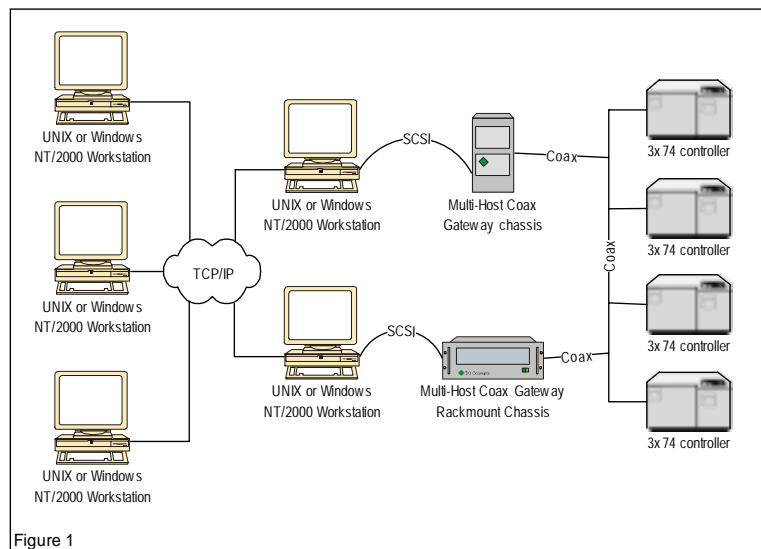 UNIX or Windows
NT/2000 Workstation
UNIX or Windows
NT/2000 Workstation
UNIX or Windows
NT/2000 Workstation
TCP/IP
UNIX or Windows
NT/2000 Workstation
UNIX or Windows
NT/2000 Workstation
SCSI
SCSI
Multi-Host Coax
Gateway chassis
Multi-Host Coax Gateway
Rackmount Chassis
Coax
Coax
Coax
3x74 controller
3x74 controller
3x74 controller
3x74 controller
Figure 1